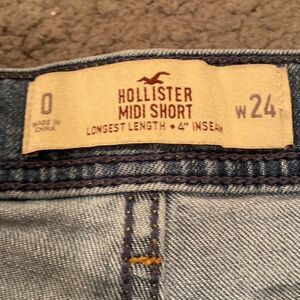 0
MADE IN
CHINA
HOLLISTER
MIDI SHORT
LONGEST LENGTH • 4" INSEAM
W 24